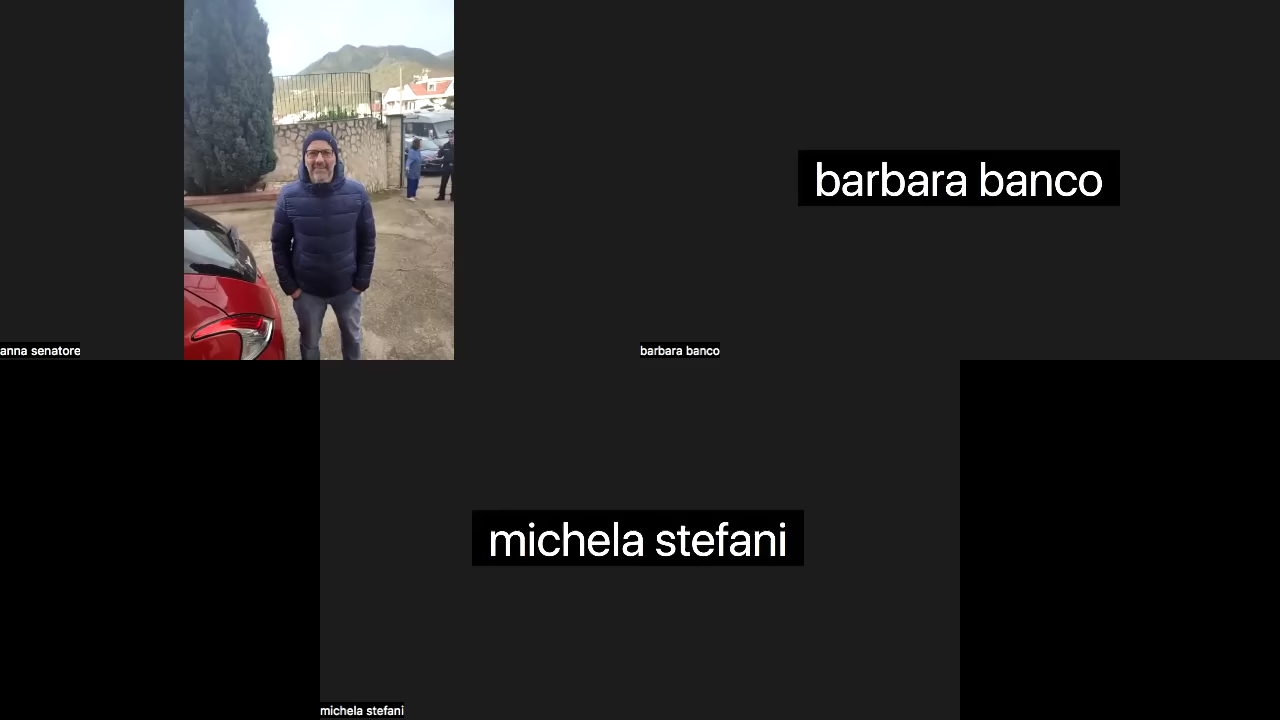 barbara banco
anna senatore
barbara banco
michela stefani
michela stefani